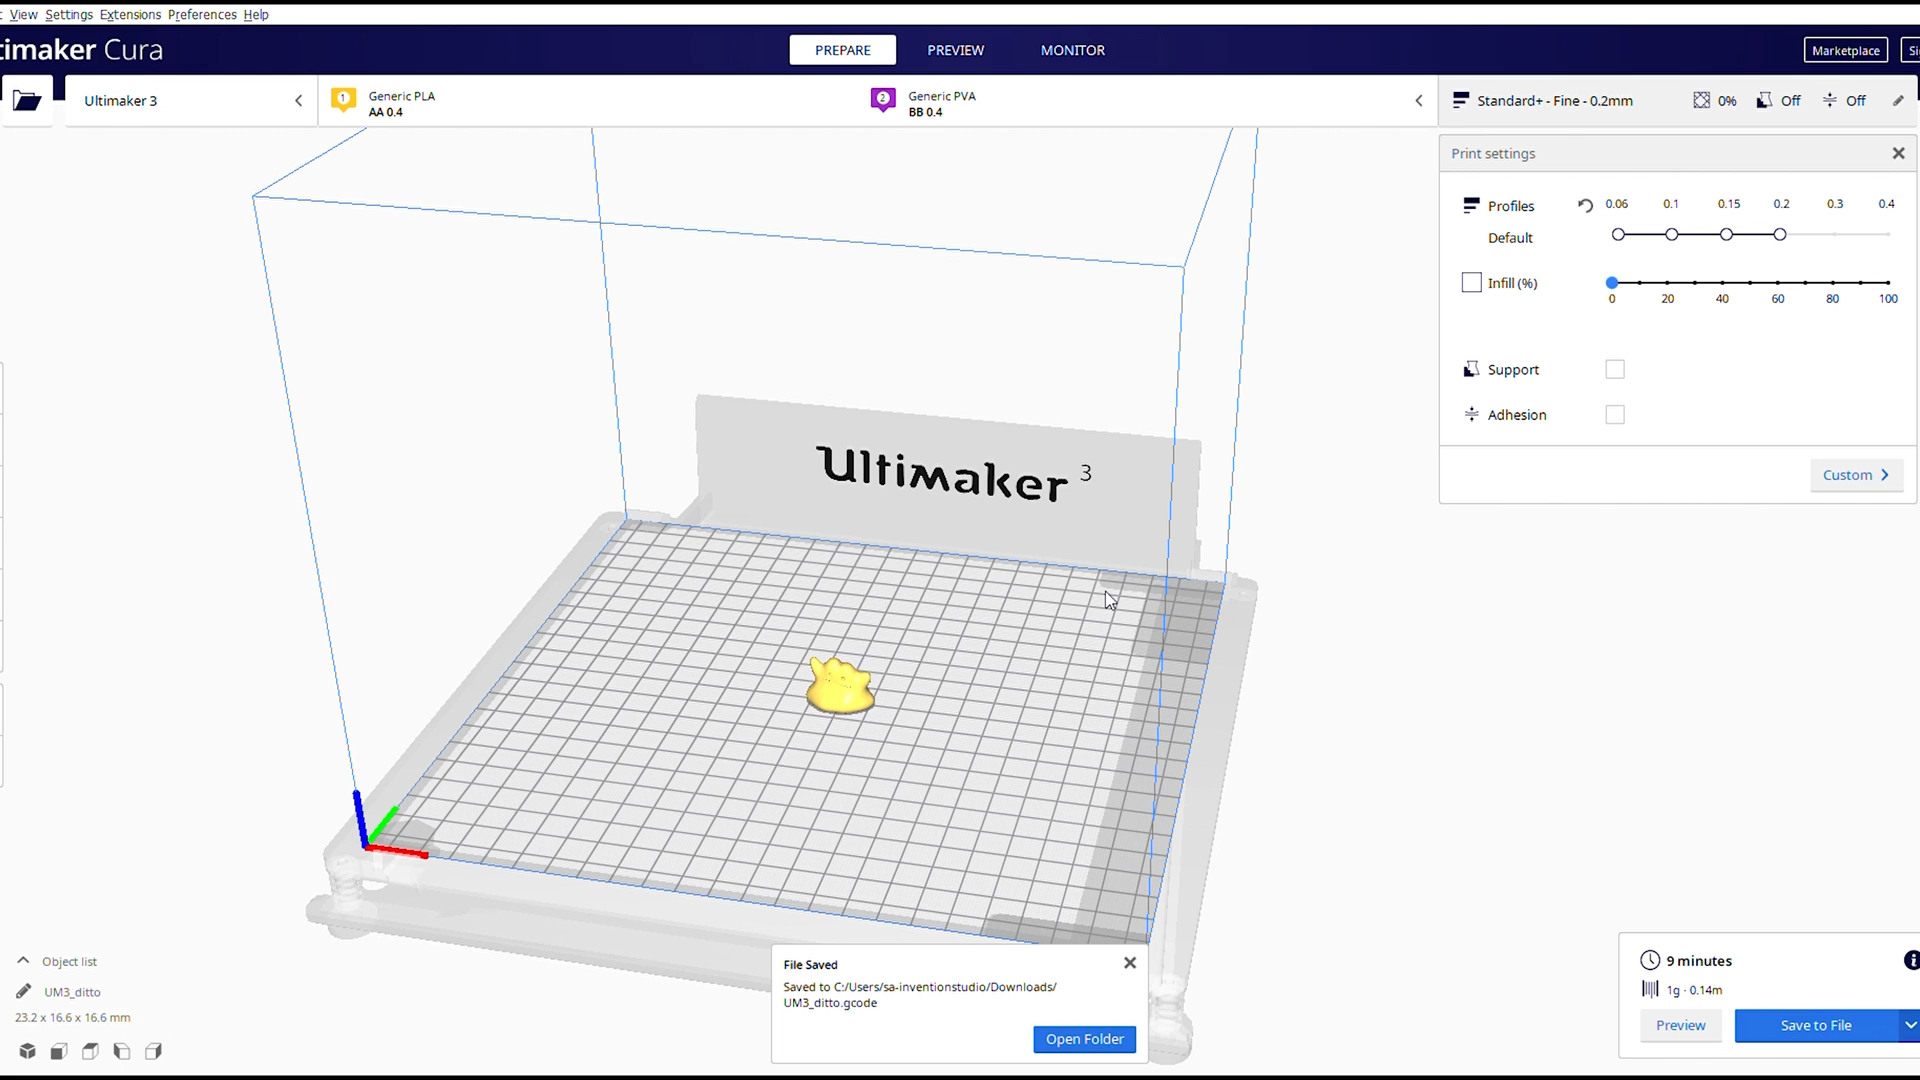 View Settings Extensions Preferences Help
timaker Cura
PREPARE PREVIEW MONITOR
Marketplace
Ultimaker 3
1 Generic PLA
AA 0.4
2 Generic PVA
BB 0.4
Standard+ - Fine - 0.2mm 0% Off Off
Print settings
Profiles 0.06 0.1 0.15 0.2 0.3 0.4
Default
Infill (%)
0 20 40 60 80 100
Support
Adhesion
Custom
Ultimaker 3
Object list
UM3_ditto
23.2 x 16.6 x 16.6 mm
File Saved
Saved to C:/Users/sa-inventionstudio/Downloads/
UM3_ditto.gcode
Open Folder
9 minutes
1g · 0.14m
Preview Save to File